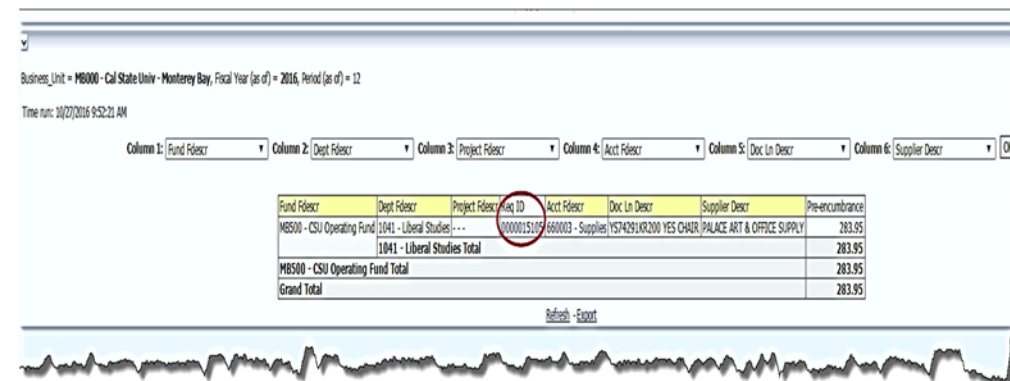 Business_Unit = MB000 - Cal State Univ - Monterey Bay, Fiscal Year (as of) = 2016, Period (as of) = 12
Time run: 10/27/2016 9:52:21 AM
Column 1: Fund Fdescr Column 2: Dept Fdescr Column 3: Project Fdescr Column 4: Acct Fdescr Column 5: Doc Ln Descr Column 6: Supplier Descr
Fund Fdescr Dept Fdescr Project Fdescr Req ID Acct Fdescr Doc Ln Descr Supplier Descr Pre-encumbrance
MB500 - CSU Operating Fund 1041 - Liberal Studies - - - 0000015105 660003 - Supplies YS74291KR200 YES CHAIR PALACE ART & OFFICE SUPPLY 283.95
1041 - Liberal Studies Total 283.95
MB500 - CSU Operating Fund Total 283.95
Grand Total 283.95
Refresh - Export